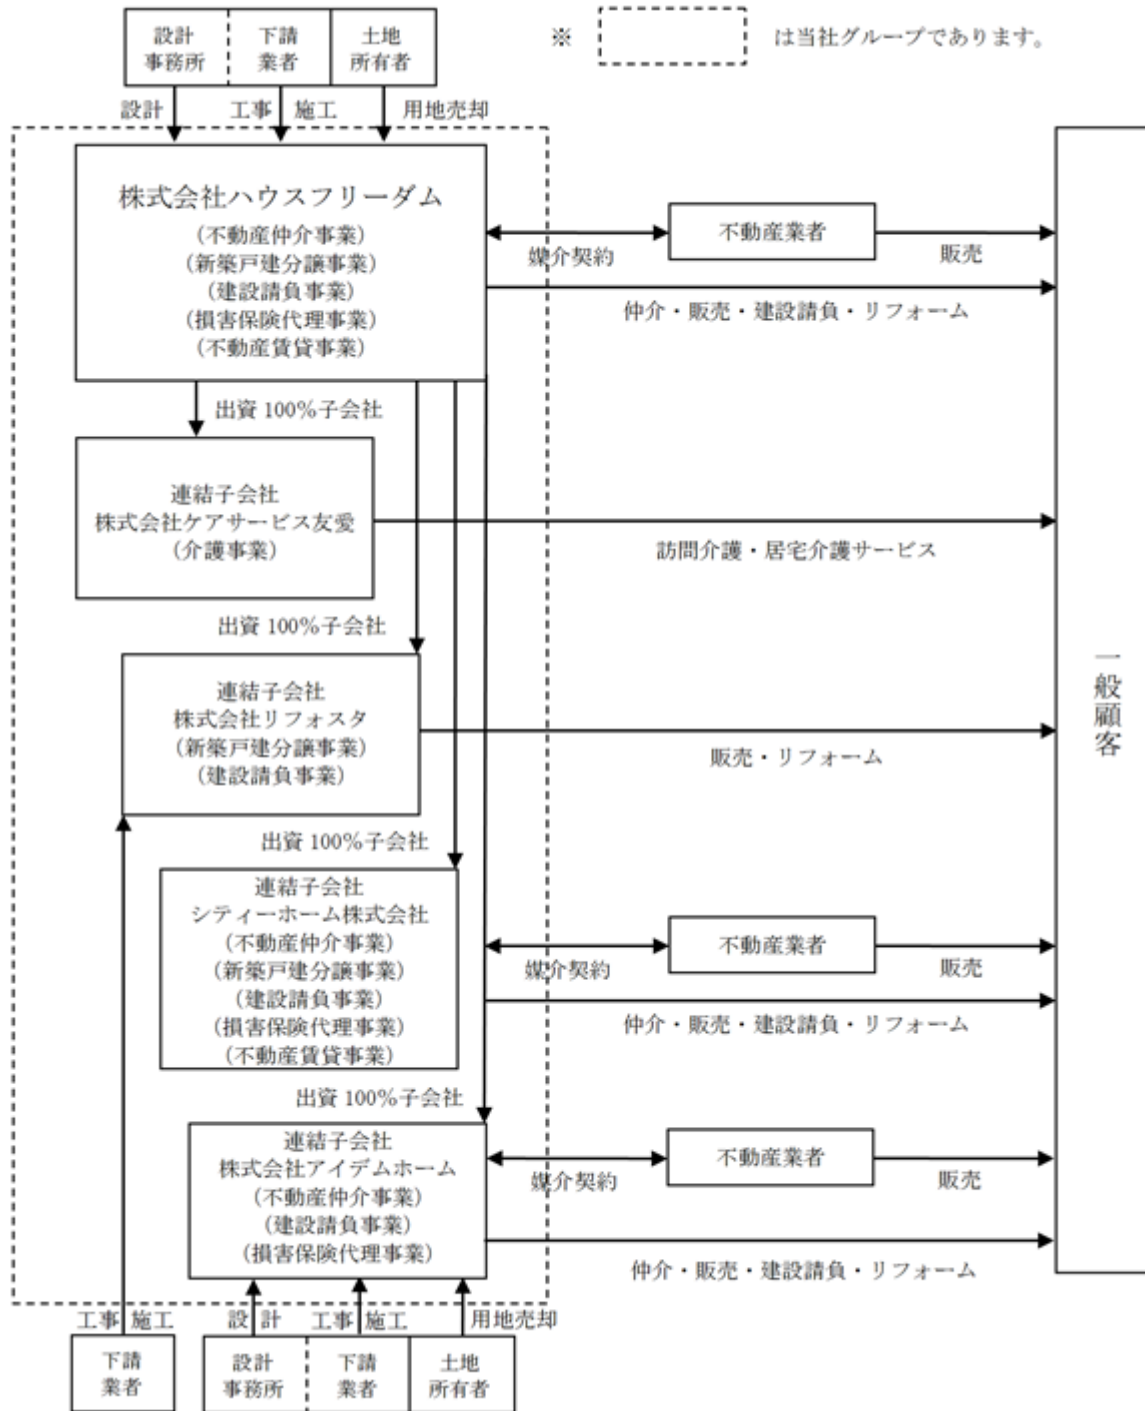 設計
事務所
下請
業者
土地
所有者
※
は当社グループであります。
設計
工事 施工
用地売却
株式会社ハウスフリーダム
(不動産仲介事業)
(新築戸建分譲事業)
(建設請負事業)
(損害保険代理事業)
(不動産賃貸事業)
媒介契約
不動産業者
販売
仲介・販売・建設請負・リフォーム
出資 100%子会社
連結子会社
株式会社ケアサービス友愛
(介護事業)
訪問介護・居宅介護サービス
出資 100%子会社
連結子会社
株式会社リフォスタ
(新築戸建分譲事業)
(建設請負事業)
販売・リフォーム
一般顧客
出資 100%子会社
連結子会社
シティーホーム株式会社
(不動産仲介事業)
(新築戸建分譲事業)
(建設請負事業)
(損害保険代理事業)
(不動産賃貸事業)
媒介契約
不動産業者
販売
仲介・販売・建設請負・リフォーム
出資 100%子会社
連結子会社
株式会社アイデムホーム
(不動産仲介事業)
(建設請負事業)
(損害保険代理事業)
媒介契約
不動産業者
販売
仲介・販売・建設請負・リフォーム
工事 施工
設 計
工事 施工
用地売却
下請
業者
設計
事務所
下請
業者
土地
所有者